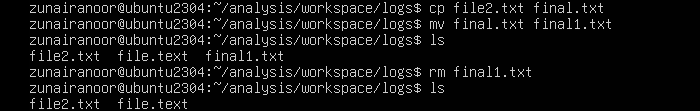 zunairanoor@ubuntu2304:~/analysis/workspace/logs$ cp file2.txt final.txt
zunairanoor@ubuntu2304:~/analysis/workspace/logs$ mv final.txt final1.txt
zunairanoor@ubuntu2304:~/analysis/workspace/logs$ ls
file2.txt  file.text  final1.txt
zunairanoor@ubuntu2304:~/analysis/workspace/logs$ rm final1.txt
zunairanoor@ubuntu2304:~/analysis/workspace/logs$ ls
file2.txt  file.text